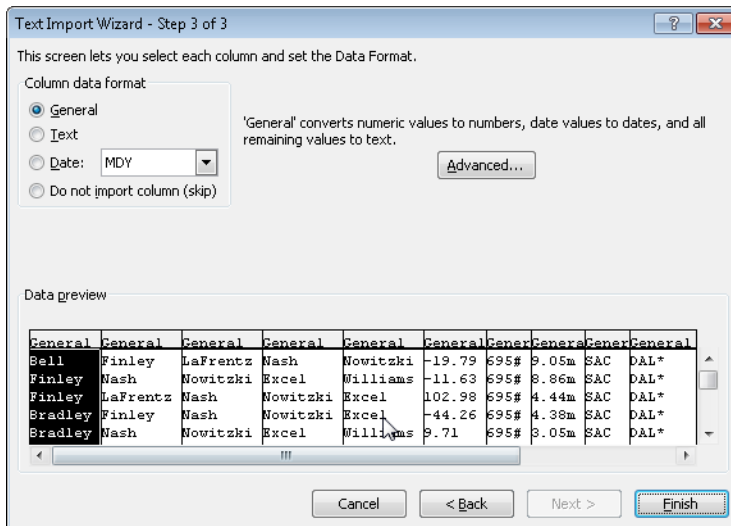 Text Import Wizard - Step 3 of 3
This screen lets you select each column and set the Data Format.
Column data format
General
Text
Date: MDY
Do not import column (skip)
'General' converts numeric values to numbers, date values to dates, and all
remaining values to text.
Advanced...
Data preview
General General General General General General Gener Genera Gener General
Bell Finley LaFrentz Nash Nowitzki -19.79 695# 9.05m SAC DAL*
Finley Nash Nowitzki Excel Williams -11.63 695# 8.86m SAC DAL*
Finley LaFrentz Nash Nowitzki Excel 102.98 695# 4.44m SAC DAL*
Bradley Finley Nash Nowitzki Excel -44.26 695# 4.38m SAC DAL*
Bradley Nash Nowitzki Excel Williams 9.71 695# 3.05m SAC DAL*
Cancel < Back Next > Finish